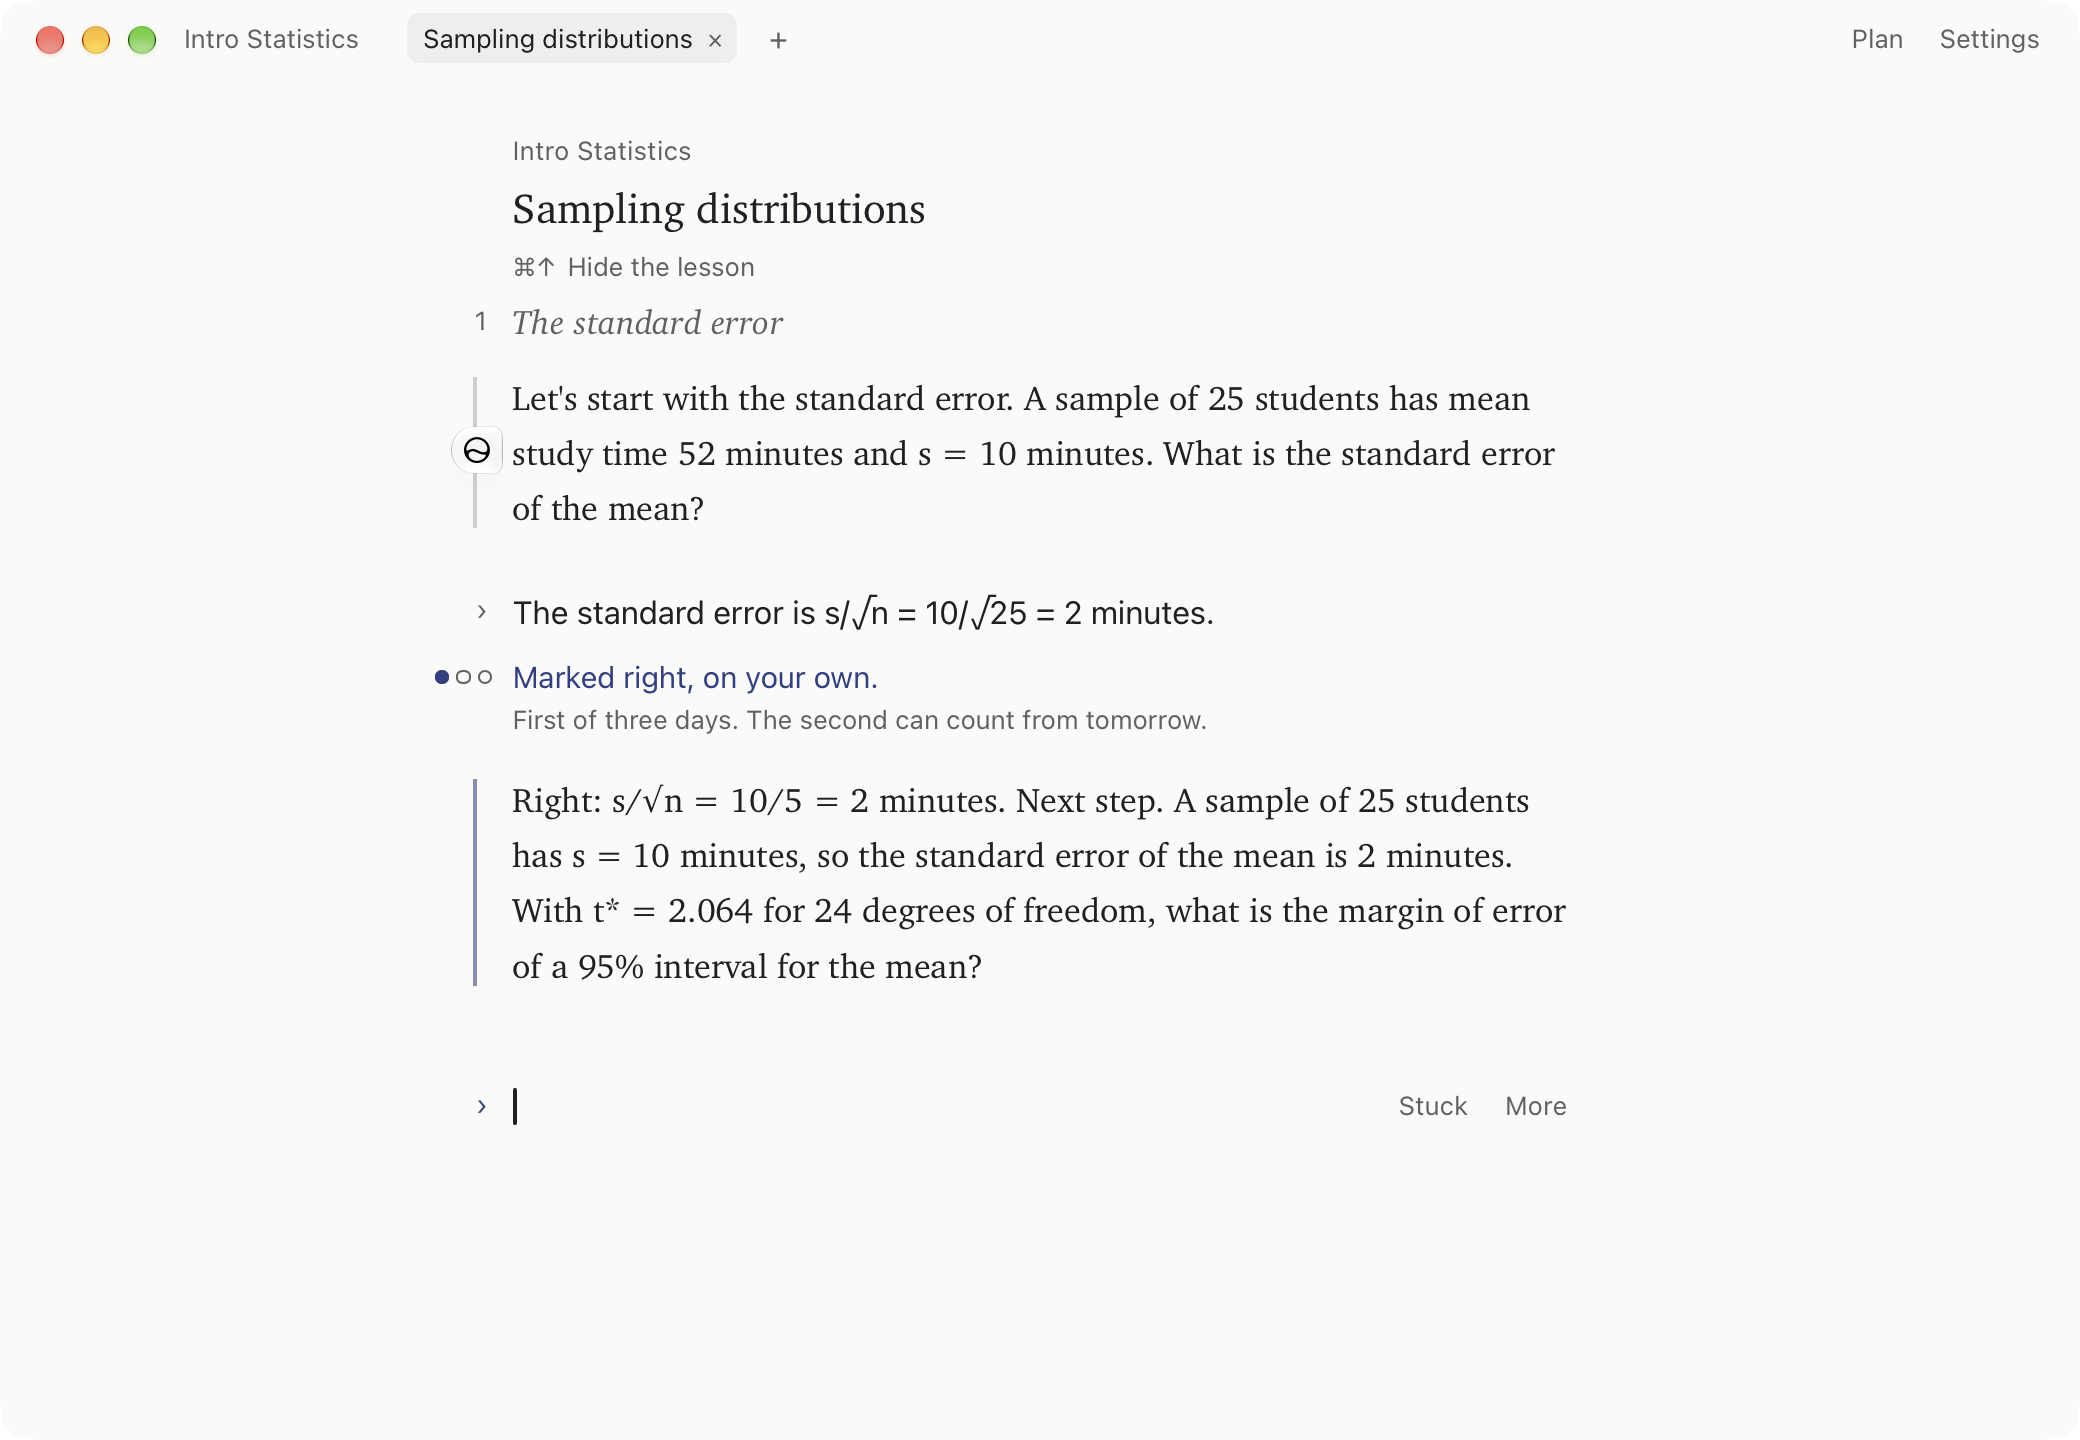 Intro Statistics
Sampling distributions ×
+
Plan
Settings
Intro Statistics
Sampling distributions
⌘↑ Hide the lesson
1 The standard error
Let's start with the standard error. A sample of 25 students has mean
study time 52 minutes and s = 10 minutes. What is the standard error
of the mean?
› The standard error is s/√n = 10/√25 = 2 minutes.
Marked right, on your own.
First of three days. The second can count from tomorrow.
Right: s/√n = 10/5 = 2 minutes. Next step. A sample of 25 students
has s = 10 minutes, so the standard error of the mean is 2 minutes.
With t* = 2.064 for 24 degrees of freedom, what is the margin of error
of a 95% interval for the mean?
›
Stuck
More